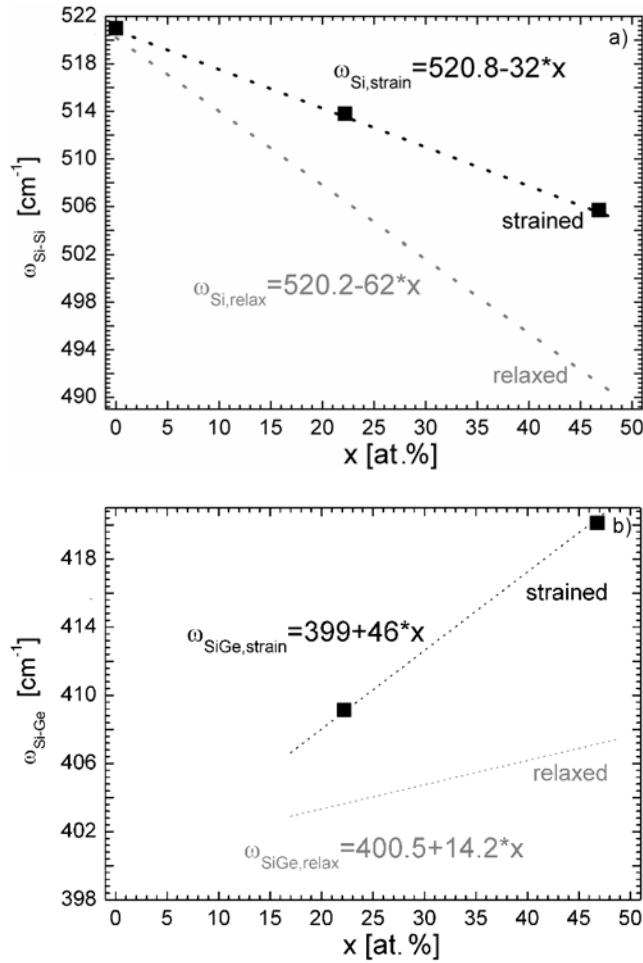 522
518
514
510
506
502
498
494
490
ω_Si-Si [cm⁻¹]
a)
ω_Si,strain=520.8-32*x
strained
ω_Si,relax=520.2-62*x
relaxed
0 5 10 15 20 25 30 35 40 45 50
x [at.%]
418
414
410
406
402
398
ω_Si-Ge [cm⁻¹]
b)
strained
ω_SiGe,strain=399+46*x
relaxed
ω_SiGe,relax=400.5+14.2*x
0 5 10 15 20 25 30 35 40 45 50
x [at. %]